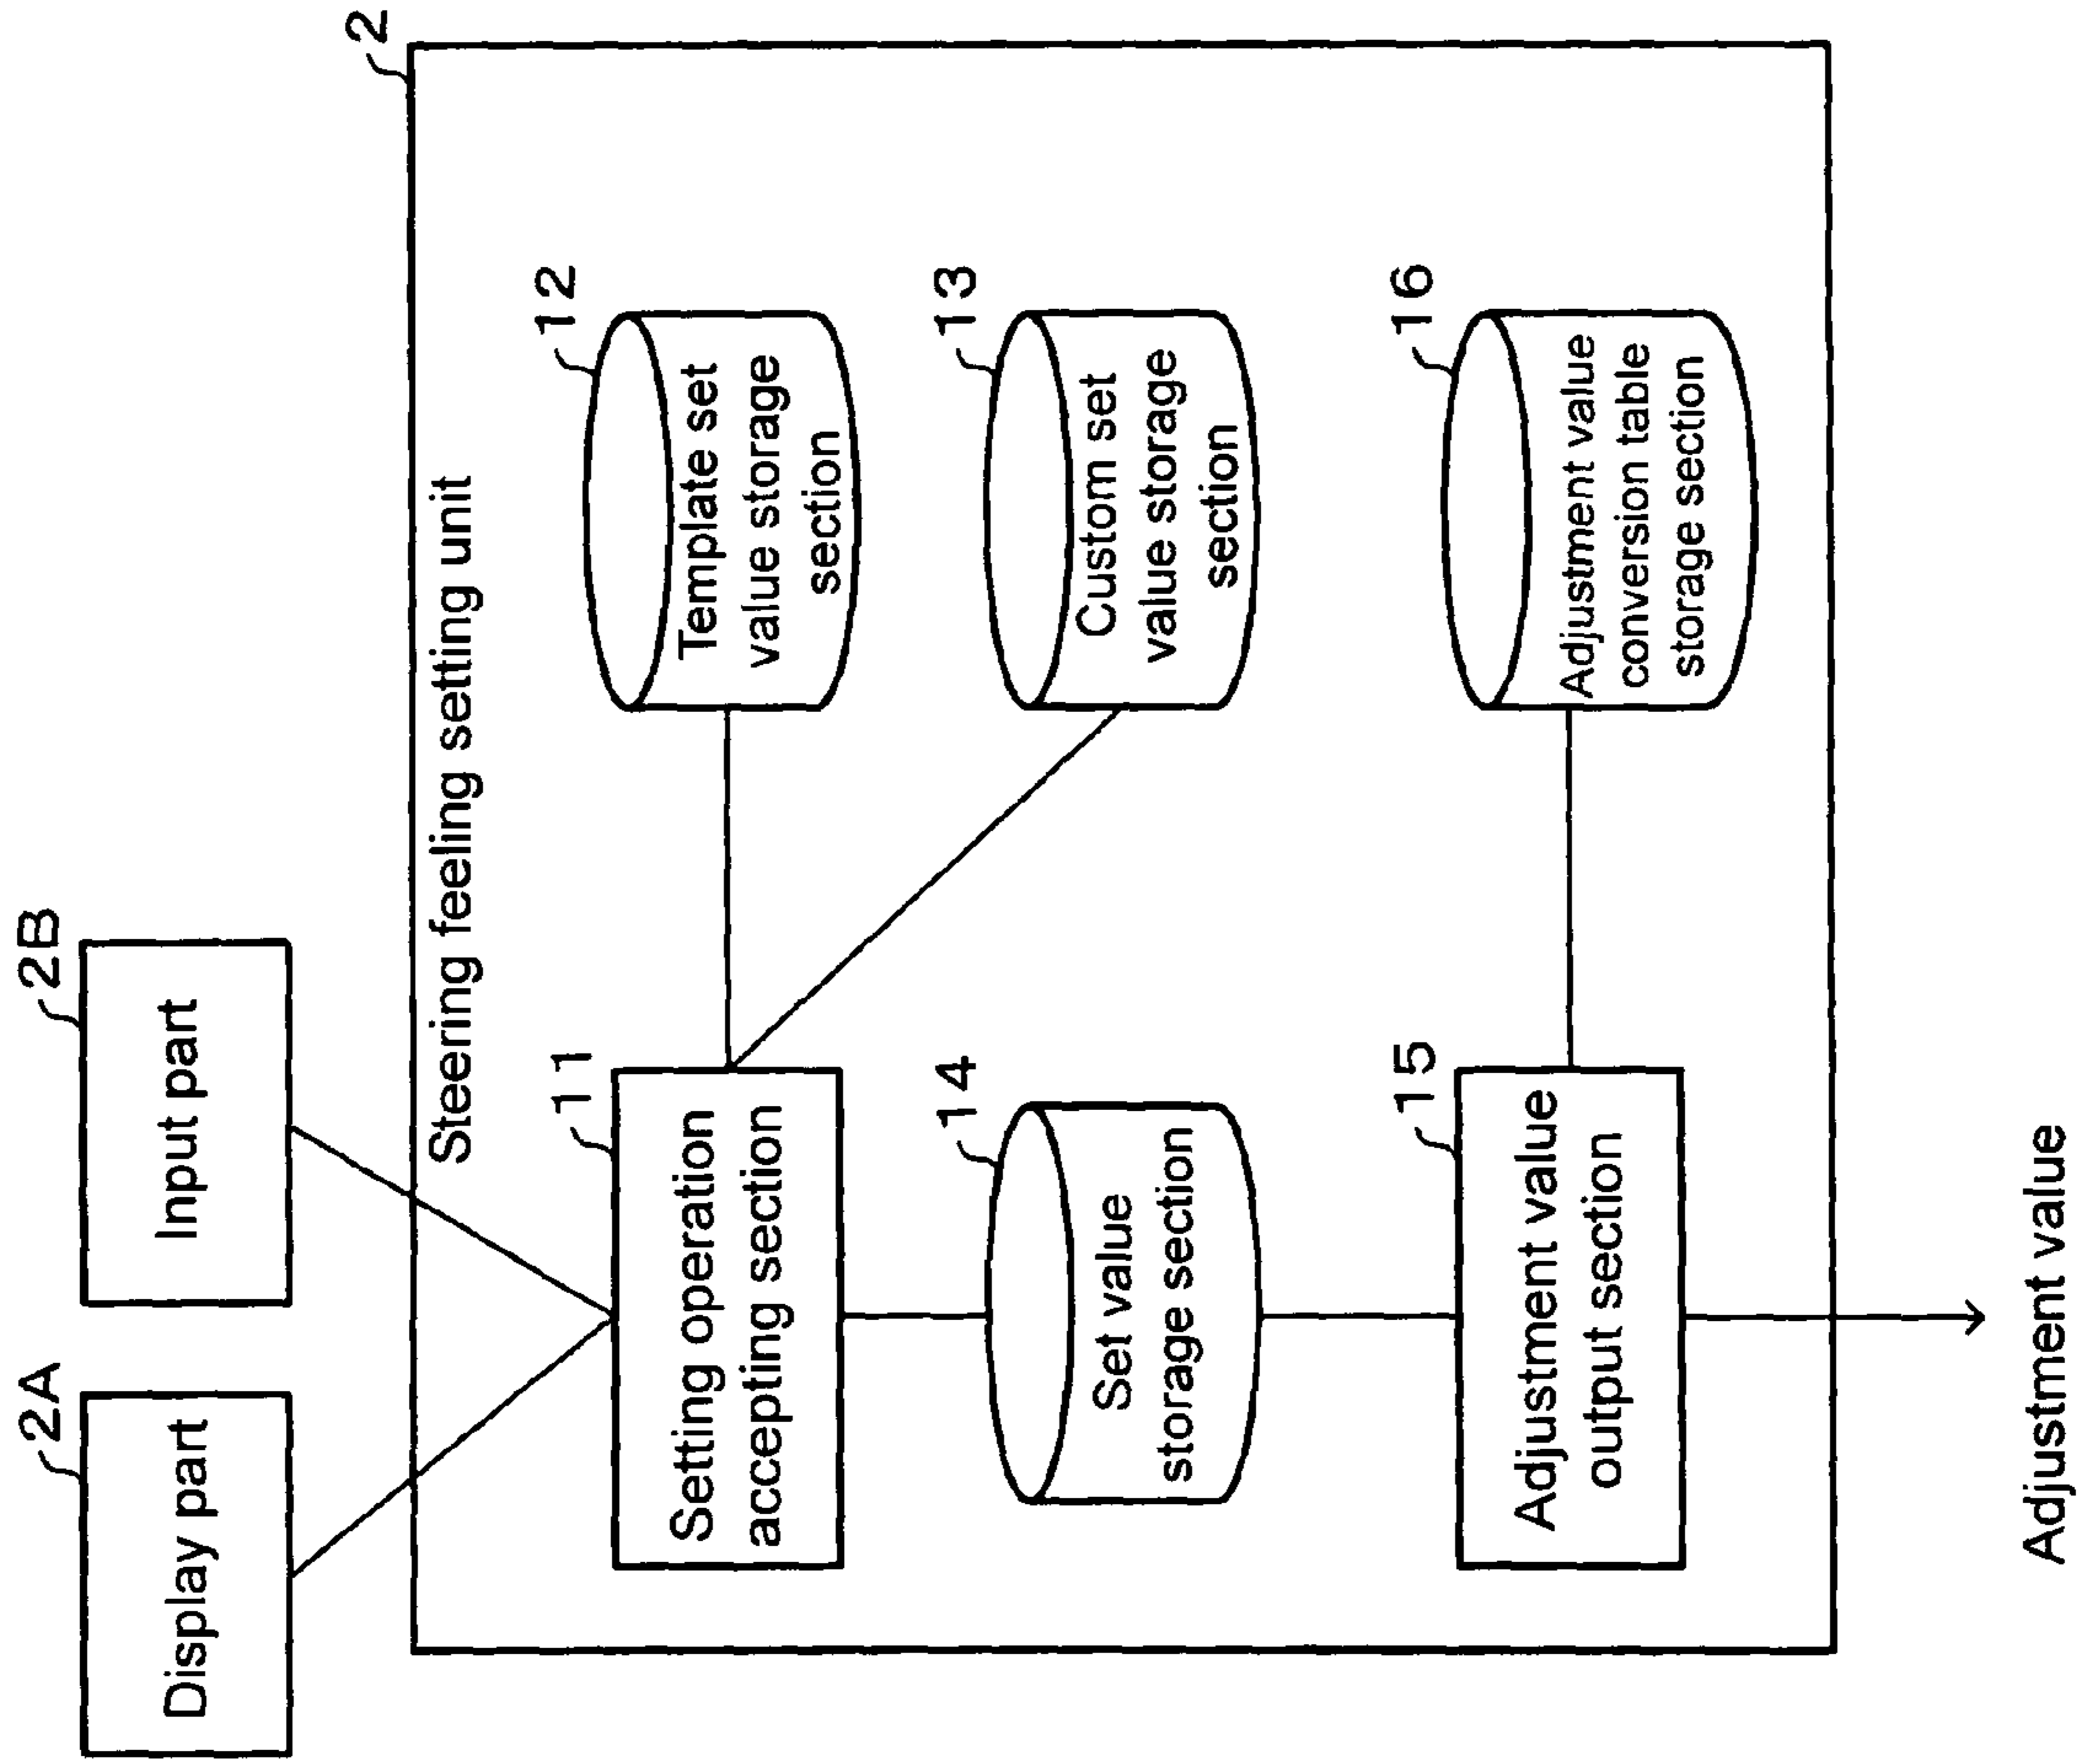 2A
Display part
2B
Input part
2
Steering feeling setting unit
11
Setting operation
accepting section
12
Template set
value storage
section
14
Set value
storage section
13
Custom set
value storage
section
15
Adjustment value
output section
16
Adjustment value
conversion table
storage section
Adjustment value